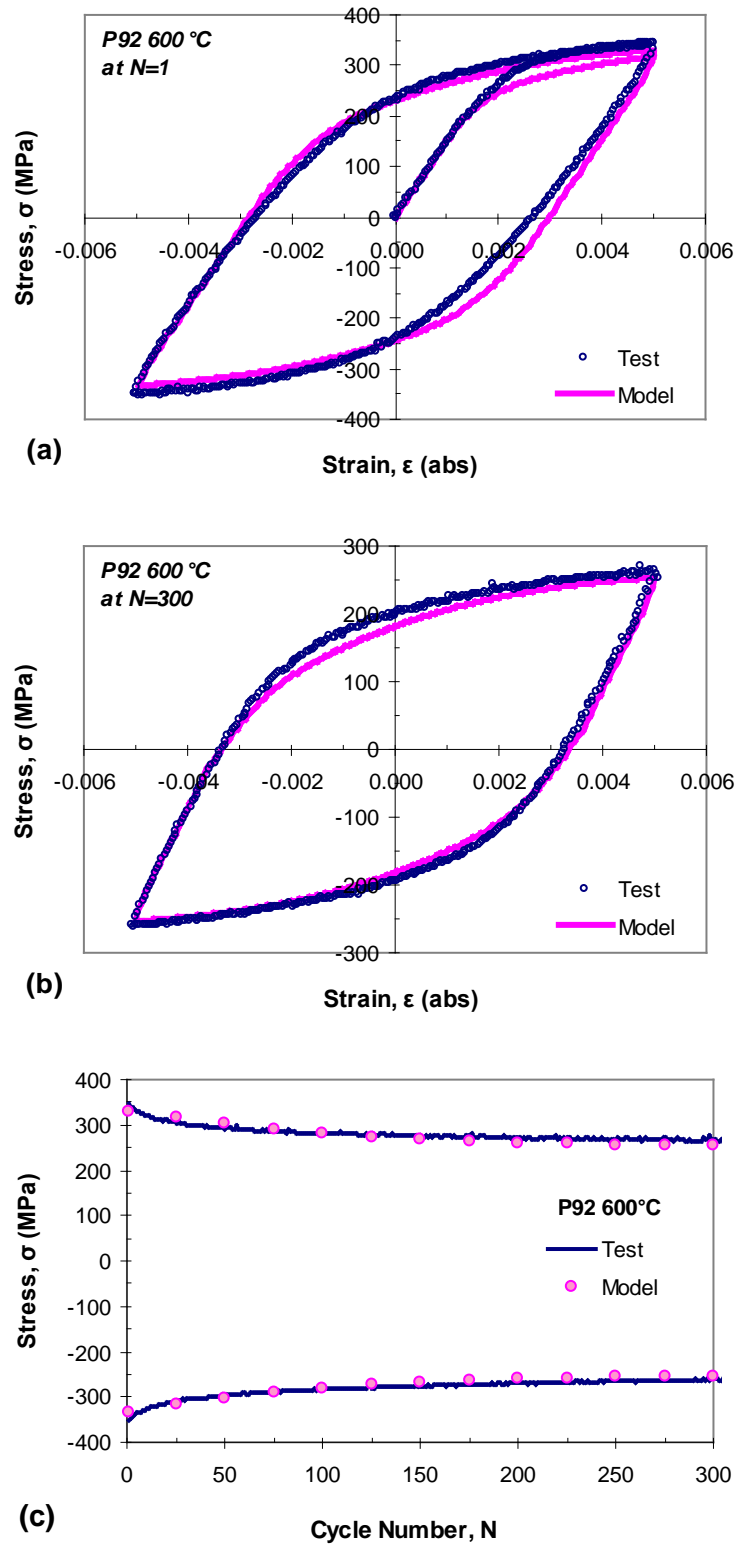 400
P92 600 °C
at N=1
300
200
100
0
-0.006
-0.004
-0.002
0.000
0.002
0.004
0.006
-100
-200
-300
-400
Stress, σ (MPa)
Test
Model
(a)
Strain, ε (abs)
300
P92 600 °C
at N=300
200
100
0
-0.006
-0.004
-0.002
0.000
0.002
0.004
0.006
-100
-200
-300
Stress, σ (MPa)
Test
Model
(b)
Strain, ε (abs)
400
300
200
100
0
-100
-200
-300
-400
Stress, σ (MPa)
P92 600°C
Test
Model
0
50
100
150
200
250
300
(c)
Cycle Number, N